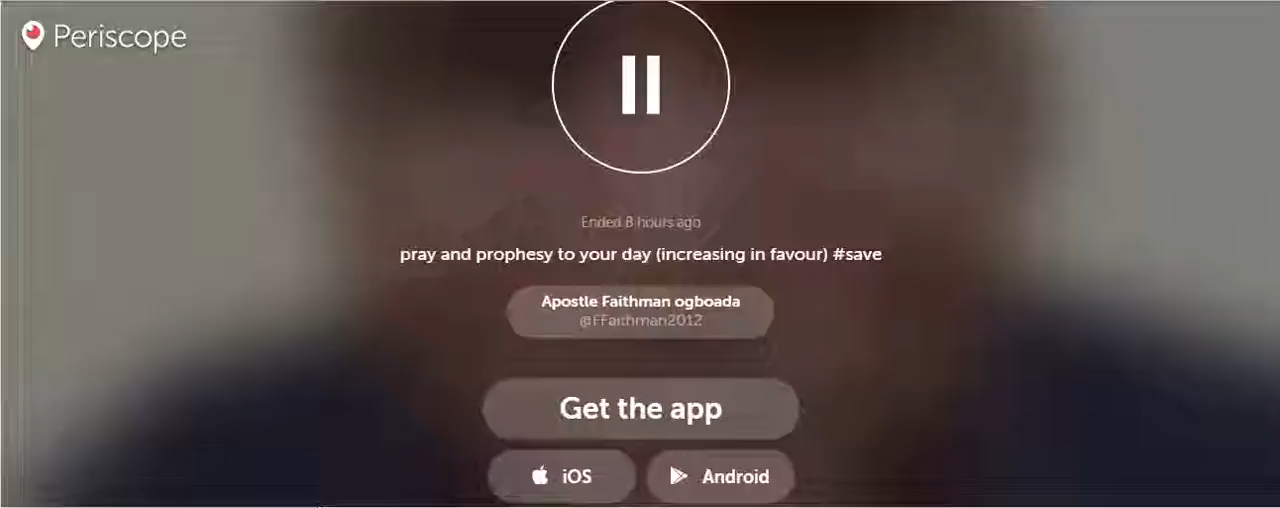 Periscope
Ended 8 hours ago
pray and prophesy to your day (increasing in favour) #save
Apostle Faithman ogboada
@FFaithman2012
Get the app
iOS
Android